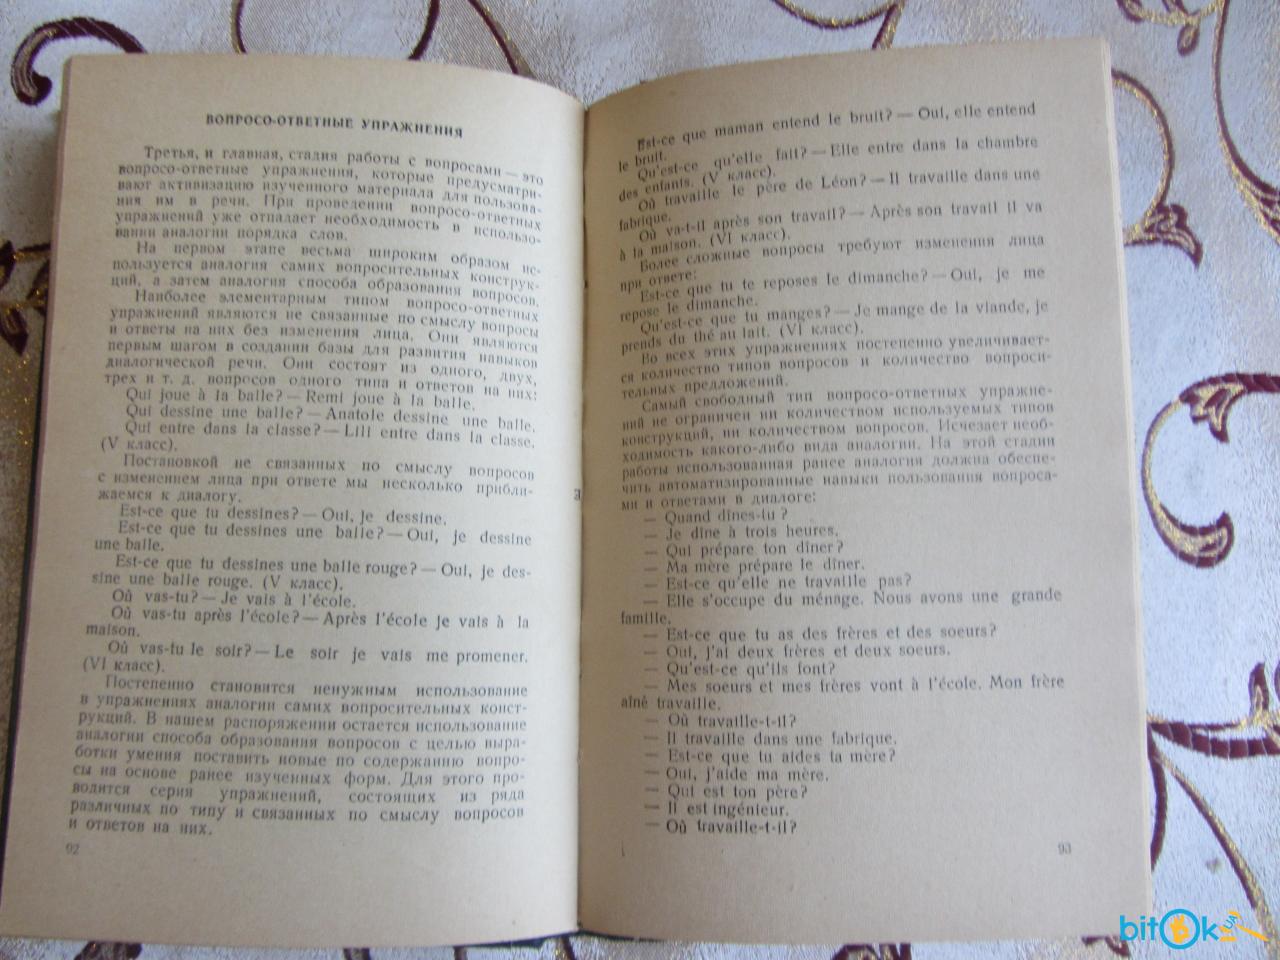 ВОПРОСО-ОТВЕТНЫЕ УПРАЖНЕНИЯ
Третья, и главная, стадия работы с вопросами — это
вопросо-ответные упражнения, которые предусматри-
вают активизацию изученного материала для пользова-
ния им в речи. При проведении вопросо-ответных
упражнений уже отпадает необходимость в использо-
вании аналогии порядка слов.
На первом этапе весьма широким образом ис-
пользуется аналогия самих вопросительных конструк-
ций, а затем аналогия способа образования вопросов.
Наиболее элементарным типом вопросо-ответных
упражнений являются не связанные по смыслу вопросы
и ответы на них без изменения лица. Они являются
первым шагом в создании базы для развития навыков
диалогической речи. Они состоят из одного, двух,
трех и т. д. вопросов одного типа и ответов на них:
Qui joue à la balle? — Remi joue à la balle.
Qui dessine une balle? — Anatole dessine une balle.
Qui entre dans la classe? — Lili entre dans la classe.
(V класс).
Постановкой не связанных по смыслу вопросов
с изменением лица при ответе мы несколько прибли-
жаемся к диалогу.
Est-ce que tu dessines? — Oui, je dessine.
Est-ce que tu dessines une balle? — Oui, je dessine
une balle.
Est-ce que tu dessines une balle rouge? — Oui, je des-
sine une balle rouge. (V класс).
Où vas-tu? — Je vais à l'école.
Où vas-tu après l'école? — Après l'école je vais à la
maison.
Où vas-tu le soir? — Le soir je vais me promener.
(VI класс).
Постепенно становится ненужным использование
в упражнениях аналогии самих вопросительных конст-
рукций. В нашем распоряжении остается использование
аналогии способа образования вопросов с целью выра-
ботки умения поставить новые по содержанию вопро-
сы на основе ранее изученных форм. Для этого про-
водится серия упражнений, состоящих из ряда
различных по типу и связанных по смыслу вопросов
и ответов на них.
92
Est-ce que maman entend le bruit? — Oui, elle entend
le bruit.
Qu'est-ce qu'elle fait? — Elle entre dans la chambre
des enfants. (V класс).
Où travaille le père de Léon? — Il travaille dans une
fabrique.
Où va-t-il après son travail? — Après son travail il va
à la maison. (VI класс).
Более сложные вопросы требуют изменения лица
при ответе:
Est-ce que tu te reposes le dimanche? — Oui, je me
repose le dimanche.
Qu'est-ce que tu manges? — Je mange de la viande, je
prends du thé au lait. (VI класс).
Во всех этих упражнениях постепенно увеличивает-
ся количество типов вопросов и количество вопроси-
тельных предложений.
Самый свободный тип вопросо-ответных упражне-
ний не ограничен ни количеством используемых типов
конструкций, ни количеством вопросов. Исчезает необ-
ходимость какого-либо вида аналогии. На этой стадии
работы использованная ранее аналогия должна обеспе-
чить автоматизированные навыки пользования вопроса-
ми и ответами в диалоге:
— Quand dînes-tu?
— Je dîne à trois heures.
— Qui prépare ton dîner?
— Ma mère prépare le dîner.
— Est-ce qu'elle ne travaille pas?
— Elle s'occupe du ménage. Nous avons une grande
famille.
— Est-ce que tu as des frères et des soeurs?
— Oui, j'ai deux frères et deux soeurs.
— Qu'est-ce qu'ils font?
— Mes soeurs et mes frères vont à l'école. Mon frère
aîné travaille.
— Où travaille-t-il?
— Il travaille dans une fabrique.
— Est-ce que tu aides ta mère?
— Oui, j'aide ma mère.
— Qui est ton père?
— Il est ingénieur.
— Où travaille-t-il?
93
bitOk